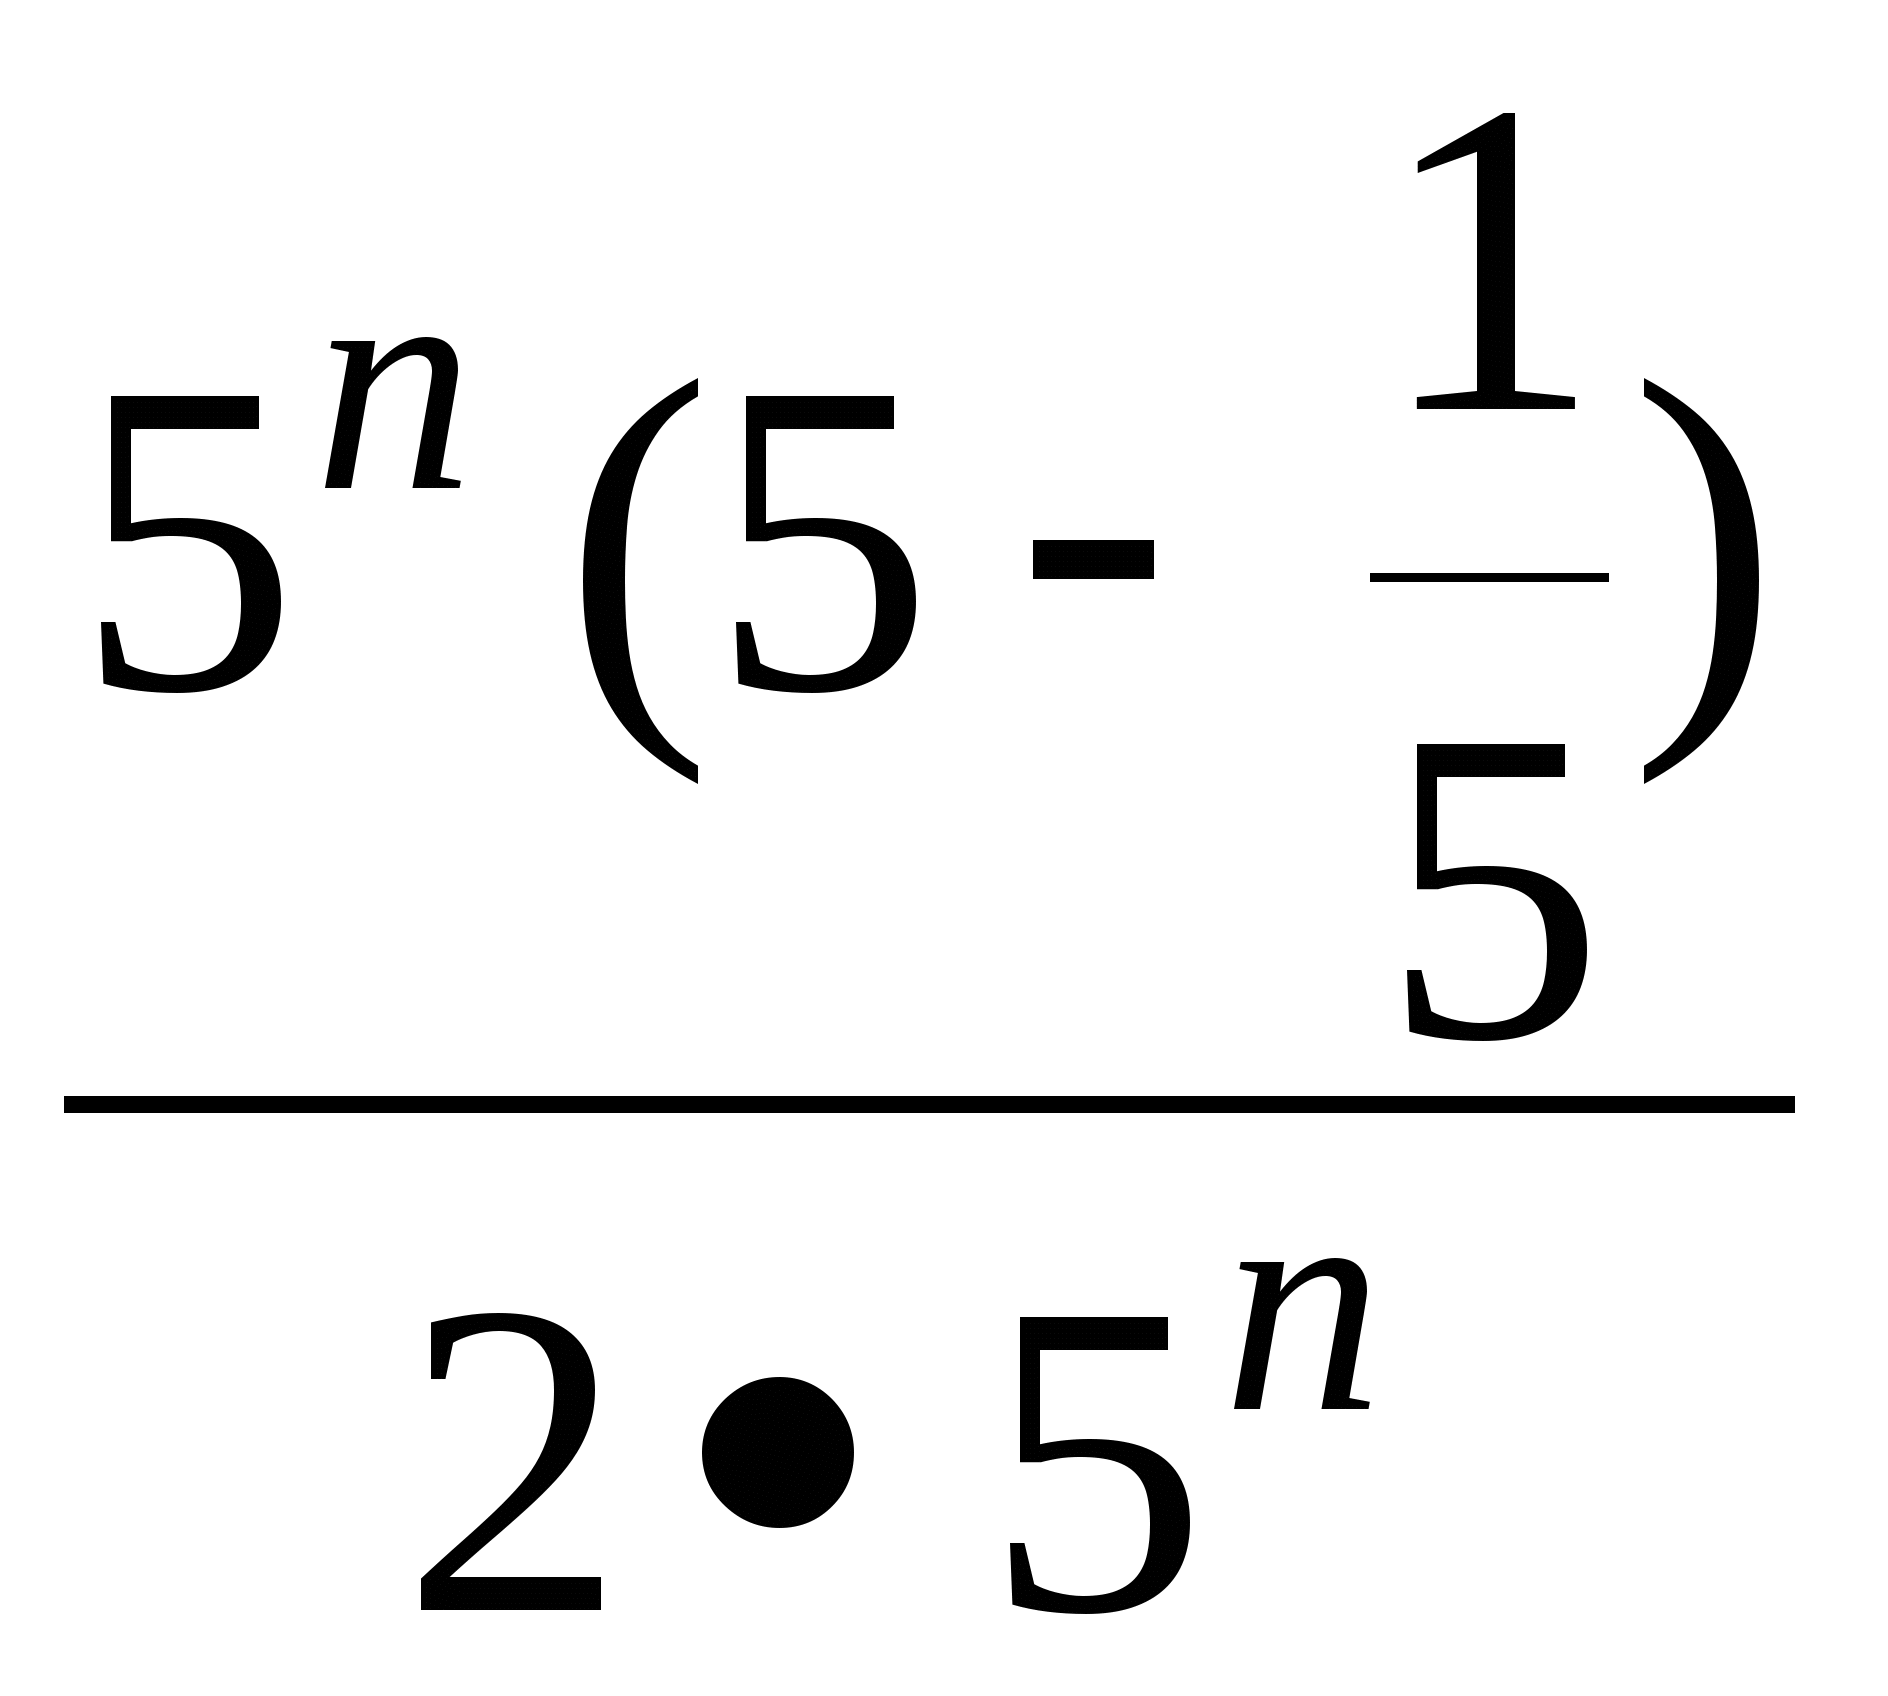 5ⁿ (5 - 1/5)
2 • 5ⁿ